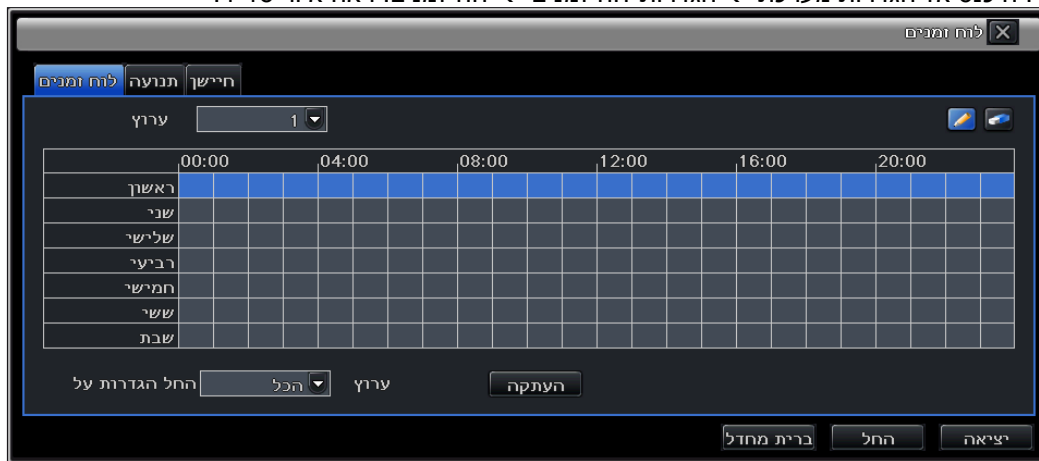 לוח זמנים
חיישן תנועה לוח זמנים
ערוץ 1
00:00 04:00 08:00 12:00 16:00 20:00
ראשון
שני
שלישי
רביעי
חמישי
ששי
שבת
החל הגדרות על הכל ערוץ העתקה
ברית מחדל החל יציאה